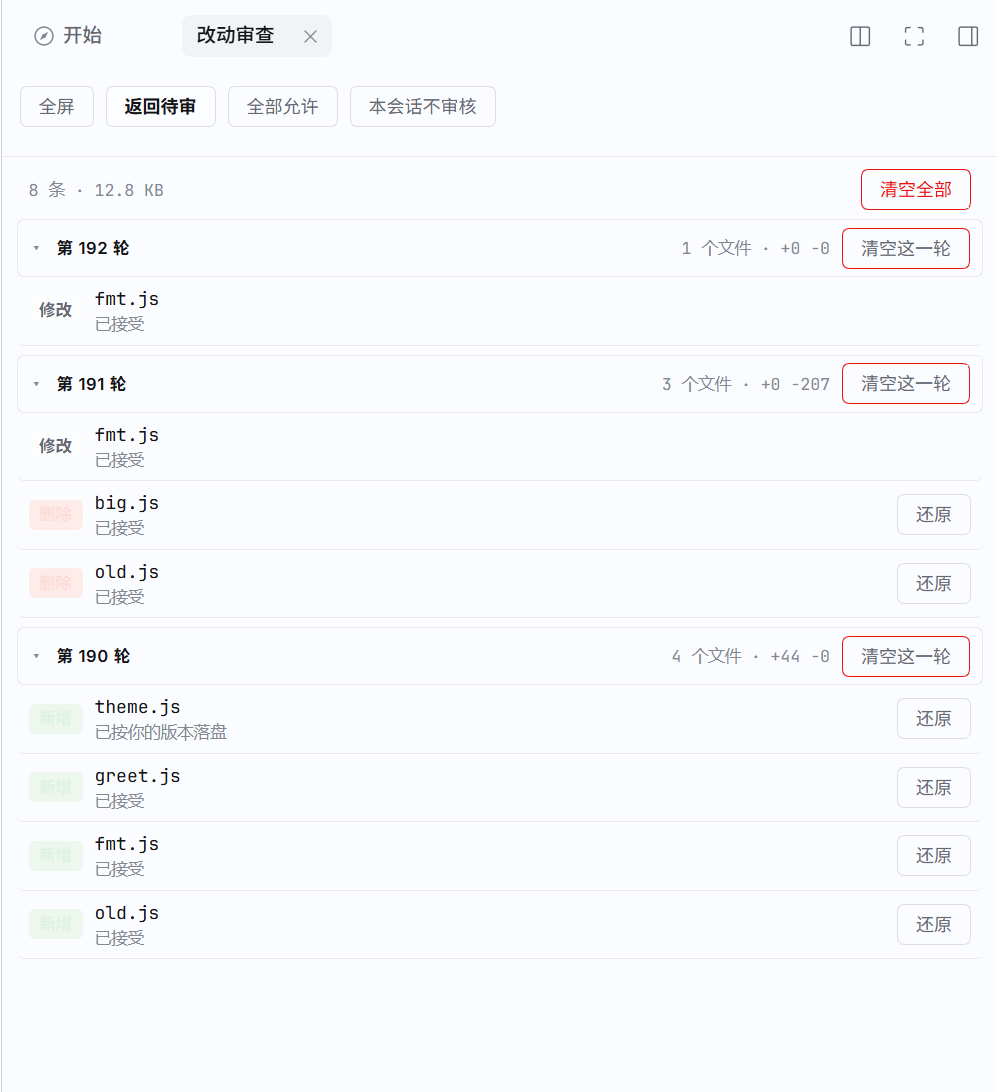 开始
改动审查
全屏 返回待审 全部允许 本会话不审核
8 条 · 12.8 KB 清空全部
第 192 轮 1 个文件 · +0 -0 清空这一轮
修改 fmt.js
已接受
第 191 轮 3 个文件 · +0 -207 清空这一轮
修改 fmt.js
已接受
删除 big.js 还原
已接受
删除 old.js 还原
已接受
第 190 轮 4 个文件 · +44 -0 清空这一轮
新增 theme.js 还原
已按你的版本落盘
新增 greet.js 还原
已接受
新增 fmt.js 还原
已接受
新增 old.js 还原
已接受